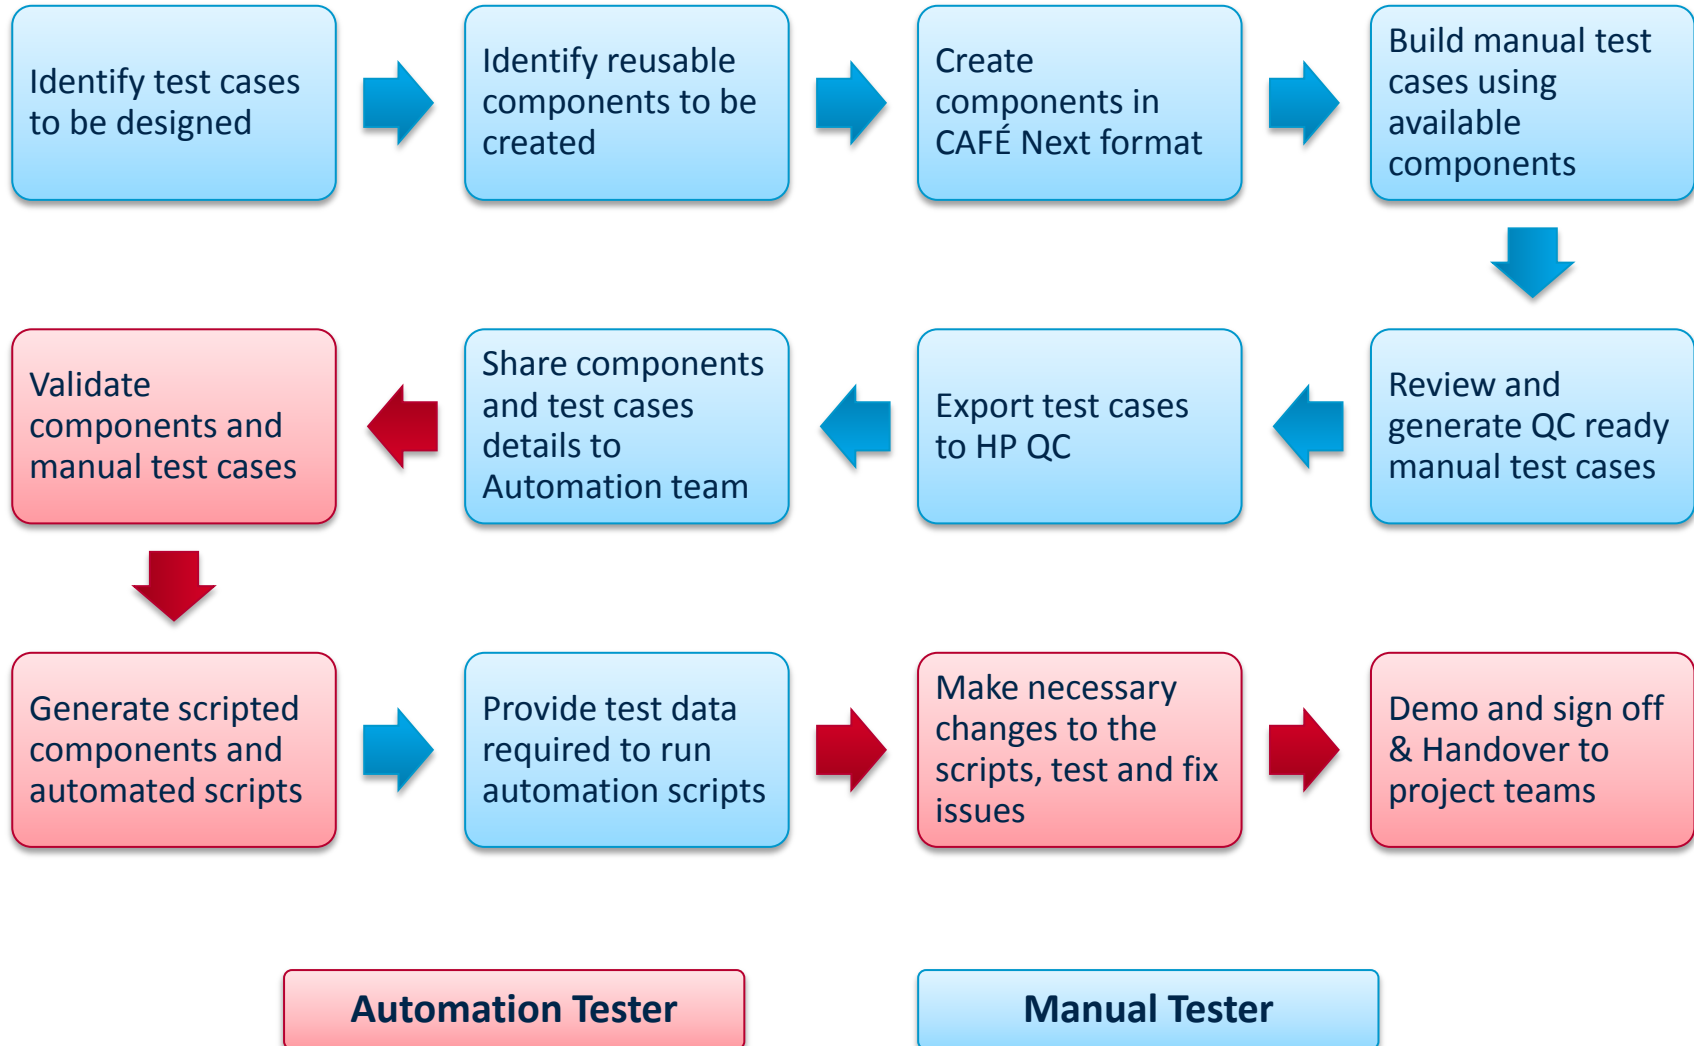 Identify test cases
to be designed
Identify reusable
components to be
created
Create
components in
CAFÉ Next format
Build manual test
cases using
available
components
Review and
generate QC ready
manual test cases
Export test cases
to HP QC
Share components
and test cases
details to
Automation team
Validate
components and
manual test cases
Generate scripted
components and
automated scripts
Provide test data
required to run
automation scripts
Make necessary
changes to the
scripts, test and fix
issues
Demo and sign off
& Handover to
project teams
Automation Tester
Manual Tester